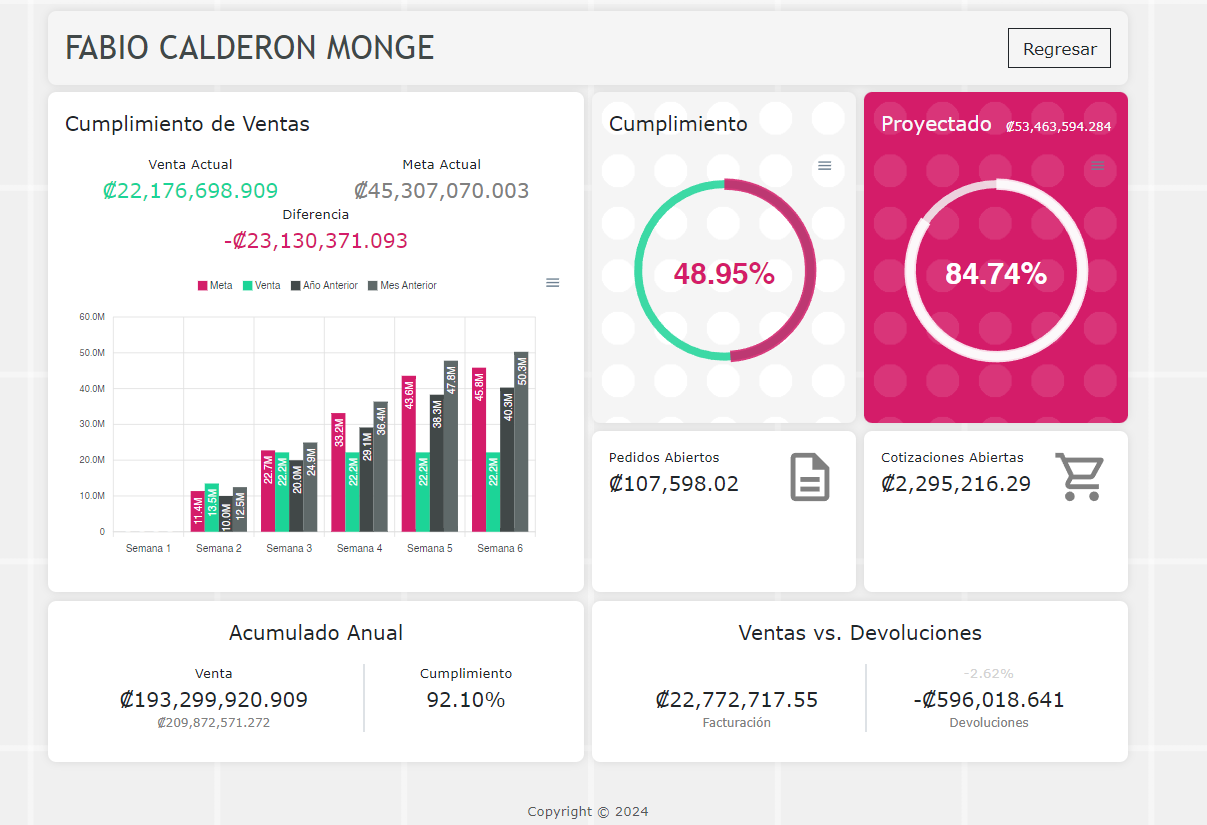 FABIO CALDERON MONGE
Regresar
Cumplimiento de Ventas
Venta Actual
₡22,176,698.909
Meta Actual
₡45,307,070.003
Diferencia
-₡23,130,371.093
Meta Venta Año Anterior Mes Anterior
60.0M
50.0M
40.0M
30.0M
20.0M
10.0M
0
11.4M 13.5M 10.0M 12.5M
22.7M 22.2M 20.0M 24.9M
33.2M 22.2M 29.1M 36.4M
43.6M 22.2M 38.3M 47.8M
45.8M 22.2M 40.3M 50.3M
Semana 1 Semana 2 Semana 3 Semana 4 Semana 5 Semana 6
Cumplimiento
48.95%
Proyectado ₡53,463,594.284
84.74%
Pedidos Abiertos
₡107,598.02
Cotizaciones Abiertas
₡2,295,216.29
Acumulado Anual
Venta
₡193,299,920.909
₡209,872,571.272
Cumplimiento
92.10%
Ventas vs. Devoluciones
₡22,772,717.55
Facturación
-2.62%
-₡596,018.641
Devoluciones
Copyright © 2024